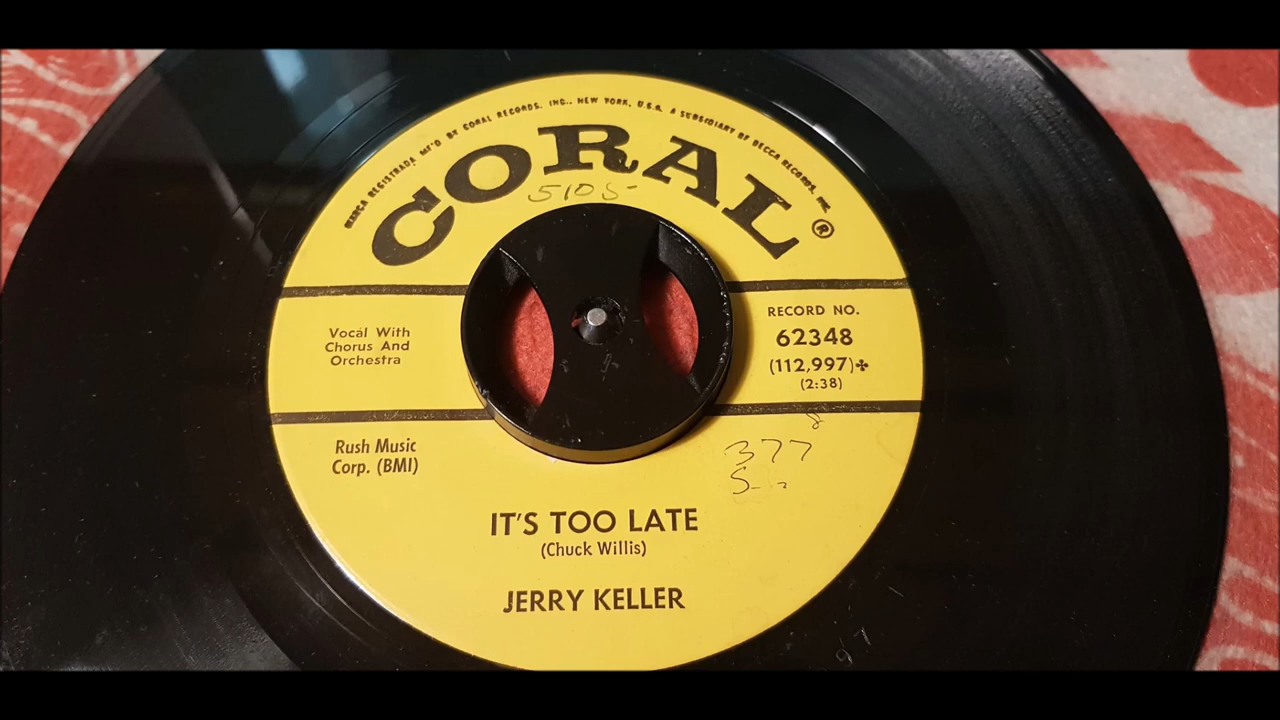 MARCA REGISTRADA MF'D BY CORAL RECORDS, INC., NEW YORK, U.S.A. A SUBSIDIARY OF DECCA RECORDS, INC.
CORAL®
5105
Vocal With
Chorus And
Orchestra
RECORD NO.
62348
(112,997)✤
(2:38)
Rush Music
Corp. (BMI)
8
377
IT'S TOO LATE
(Chuck Willis)
JERRY KELLER